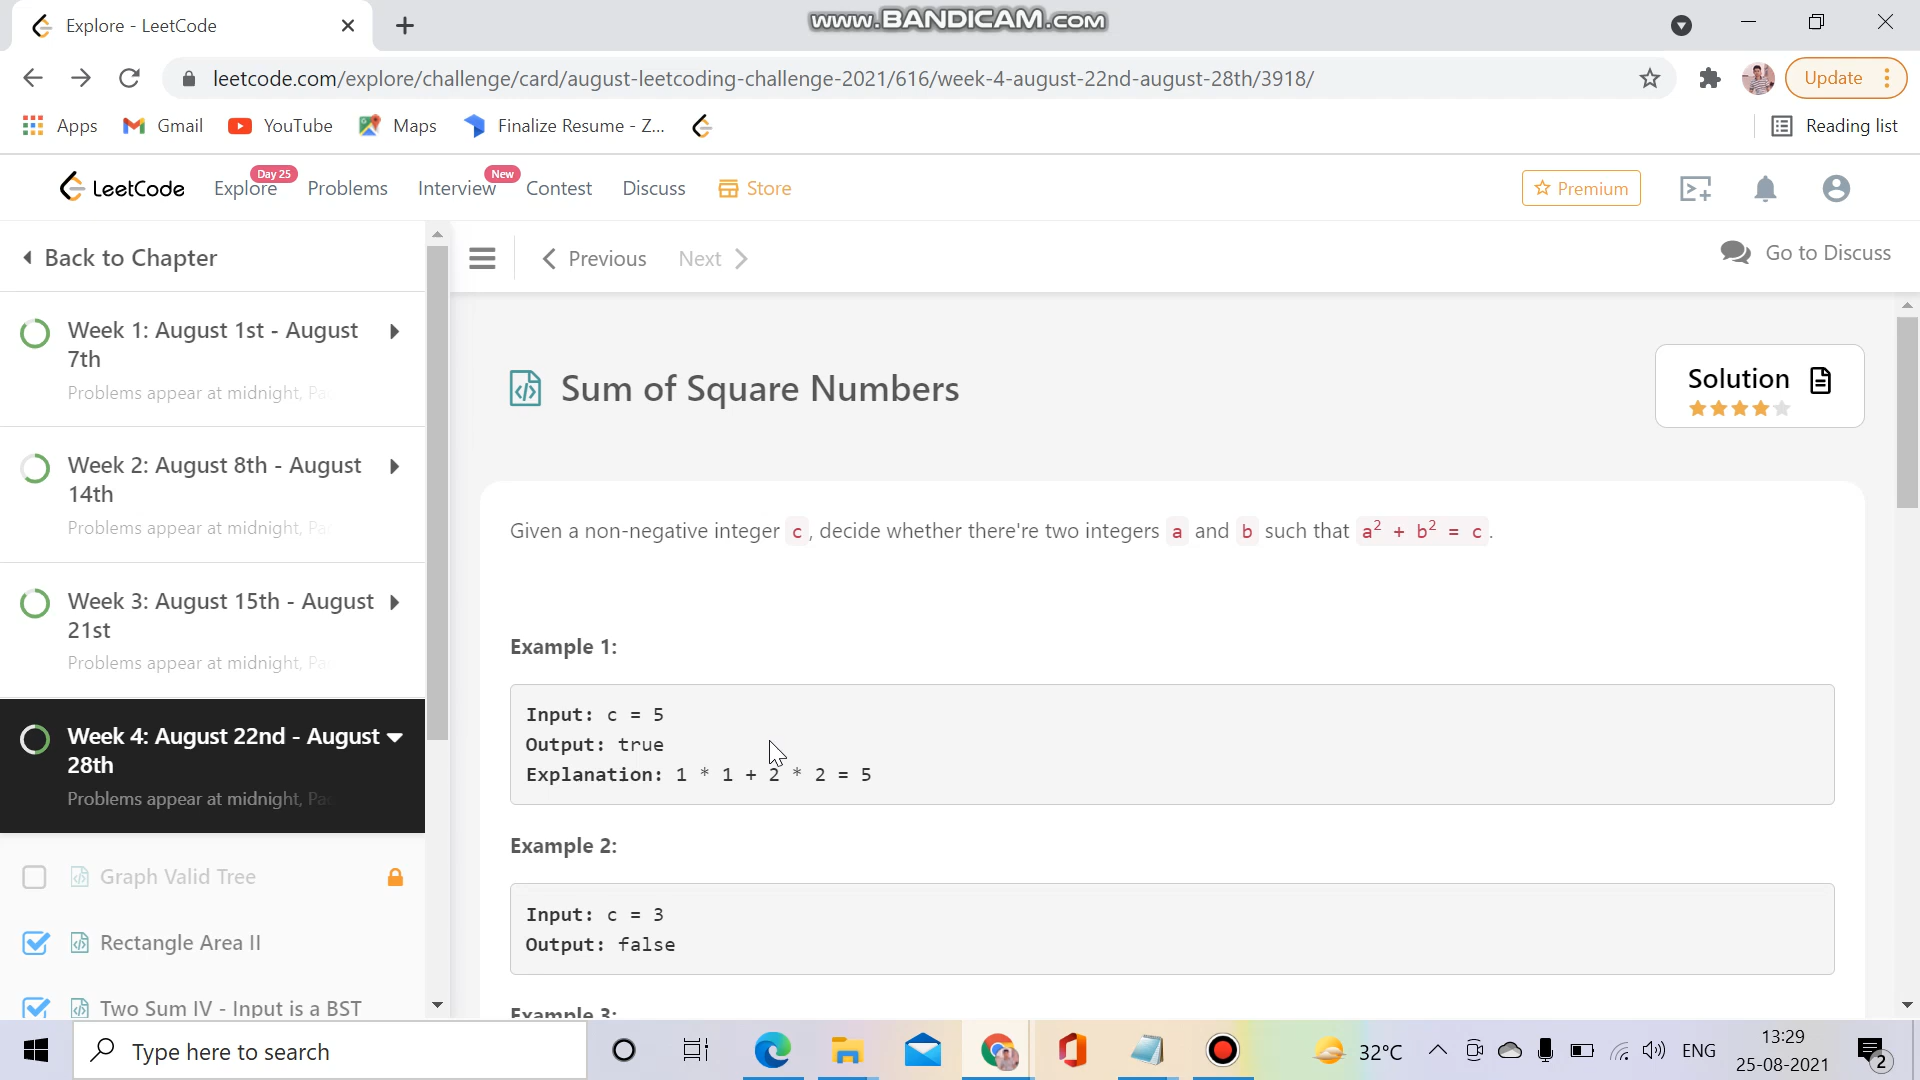 Explore - LeetCode
www.BANDICAM.com
leetcode.com/explore/challenge/card/august-leetcoding-challenge-2021/616/week-4-august-22nd-august-28th/3918/
Update
Apps
Gmail
YouTube
Maps
Finalize Resume - Z...
Reading list
LeetCode
Explore
Day 25
Problems
Interview
New
Contest
Discuss
Store
Premium
Back to Chapter
Previous
Next
Go to Discuss
Week 1: August 1st - August
7th
Problems appear at midnight, Pa
Week 2: August 8th - August
14th
Problems appear at midnight, Pa
Week 3: August 15th - August
21st
Problems appear at midnight, Pa
Week 4: August 22nd - August
28th
Problems appear at midnight, Pa
Graph Valid Tree
Rectangle Area II
Two Sum IV - Input is a BST
Sum of Square Numbers
Solution
Given a non-negative integer c, decide whether there're two integers a and b such that a² + b² = c.
Example 1:
Input: c = 5
Output: true
Explanation: 1 * 1 + 2 * 2 = 5
Example 2:
Input: c = 3
Output: false
Example 3:
Type here to search
32°C
ENG
13:29
25-08-2021
2